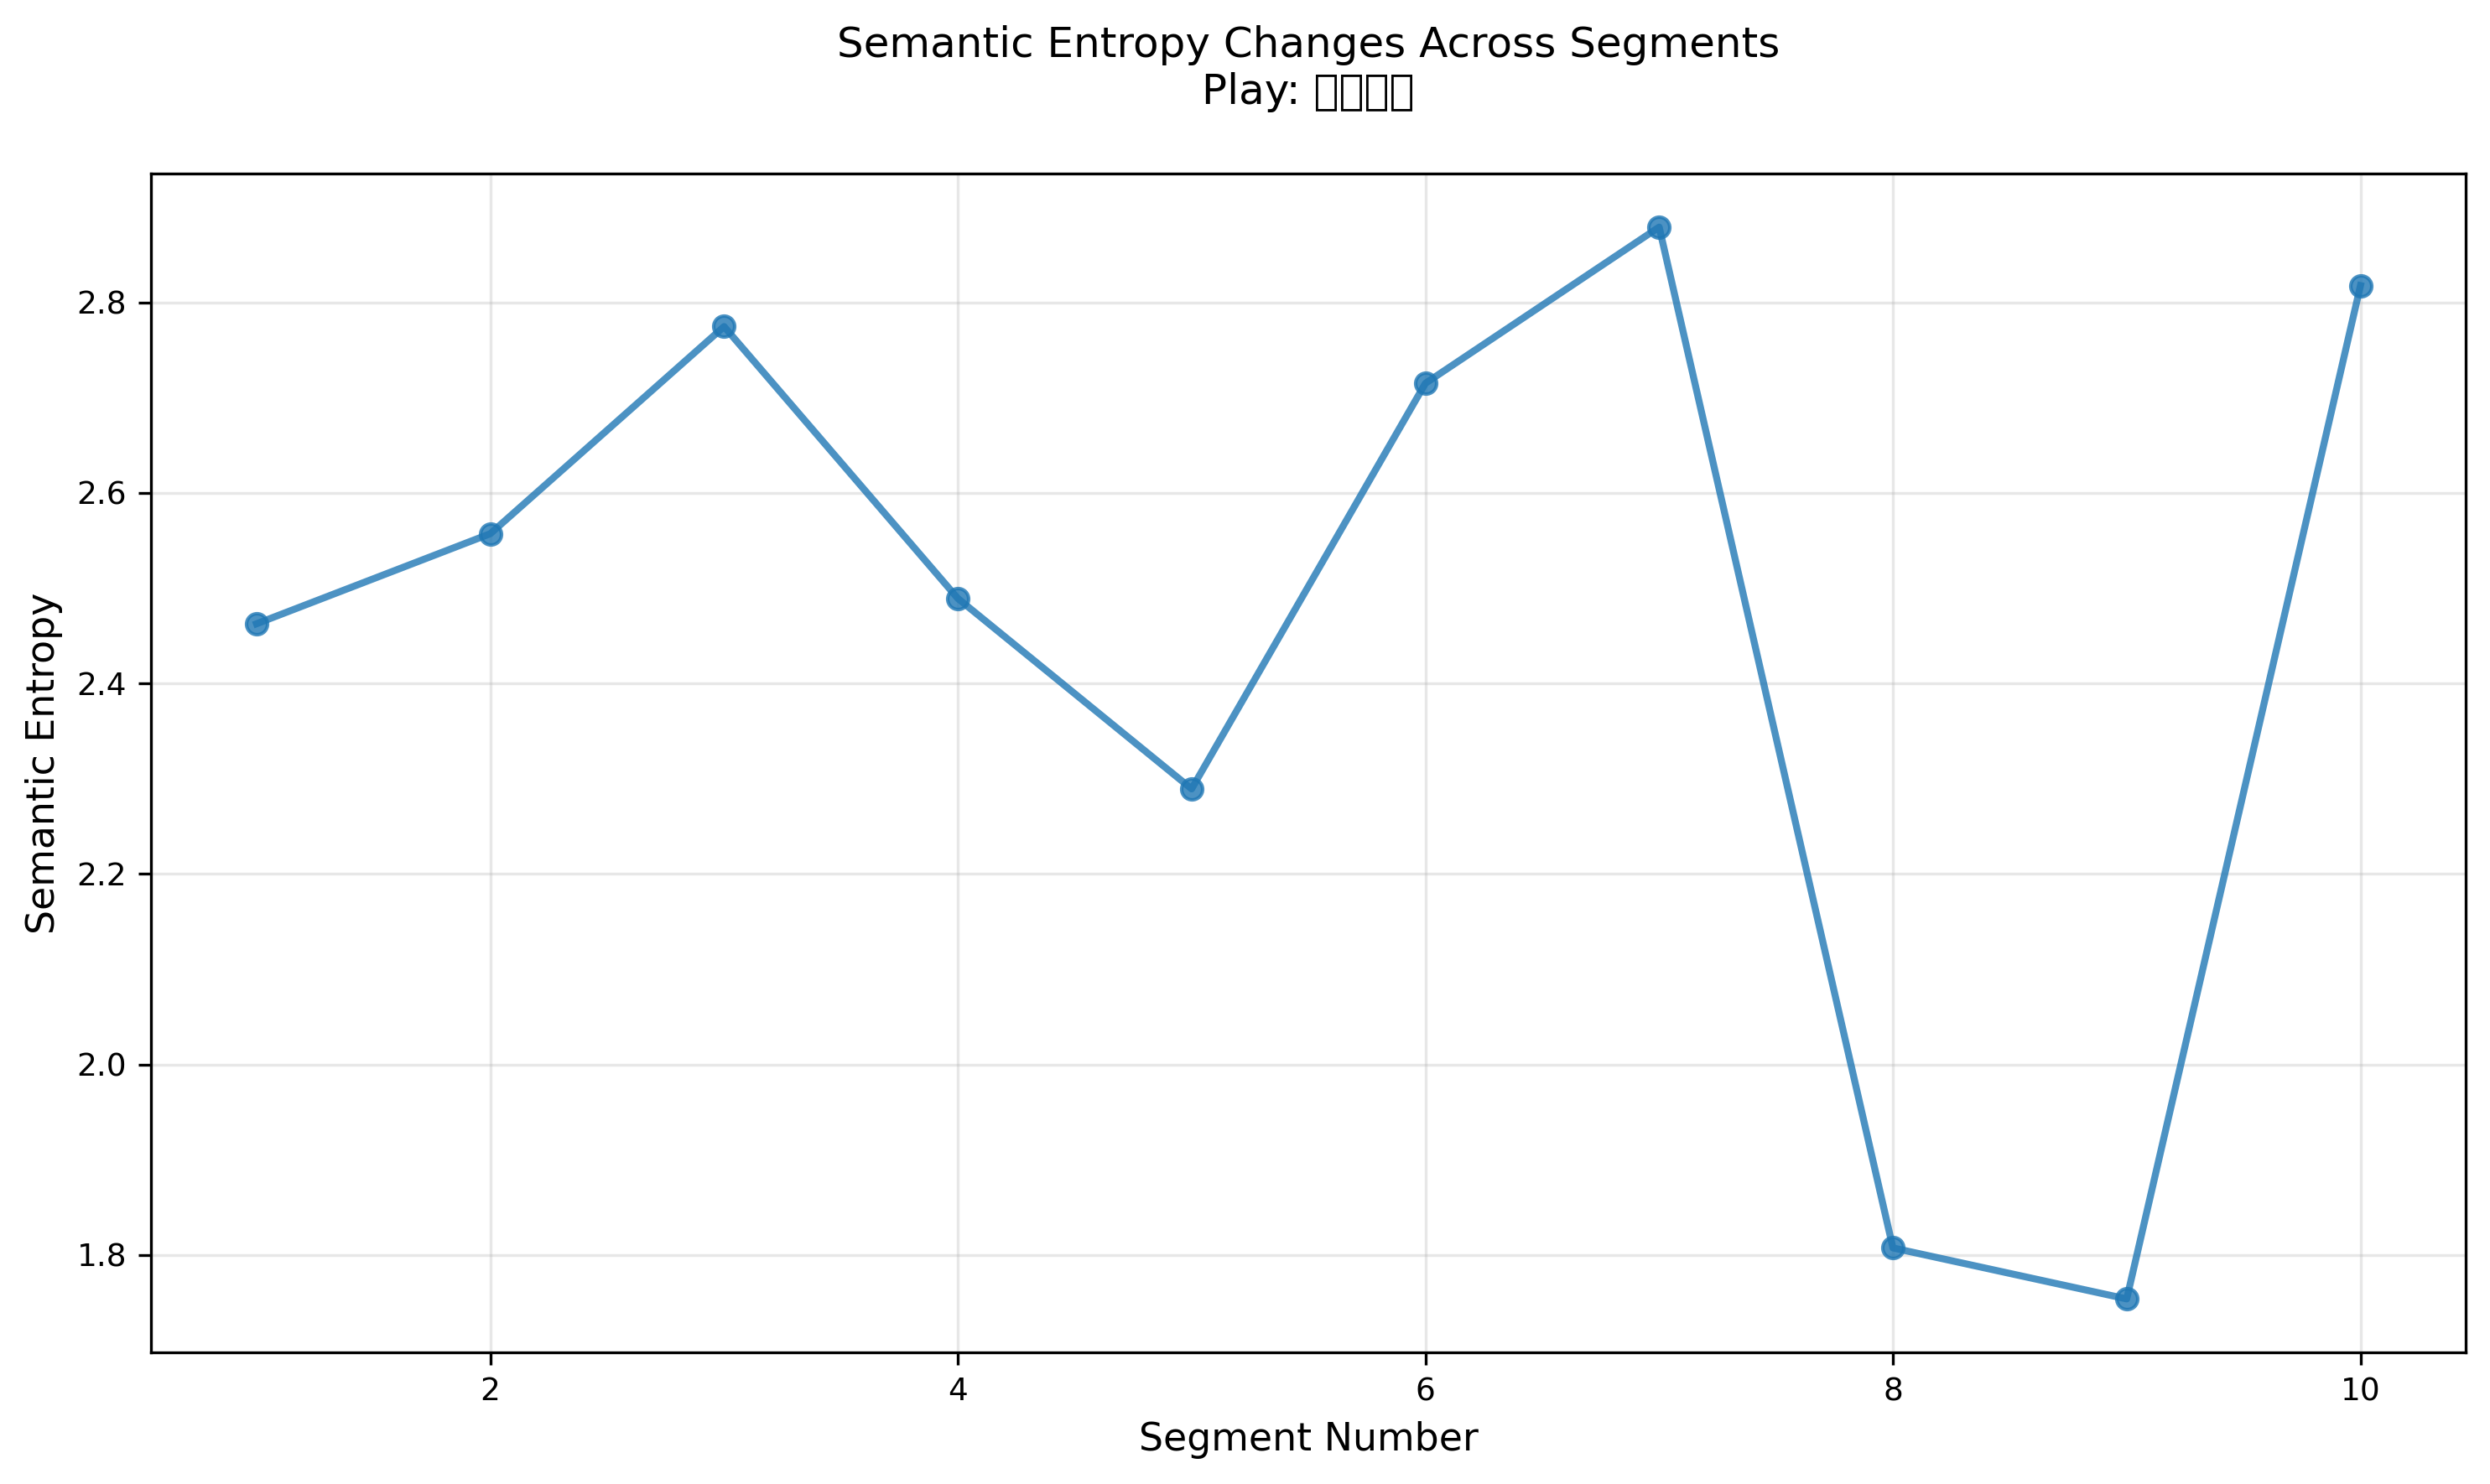 Semantic Entropy Changes Across Segments
Play:
Semantic Entropy
2.8
2.6
2.4
2.2
2.0
1.8
2 4 6 8 10
Segment Number